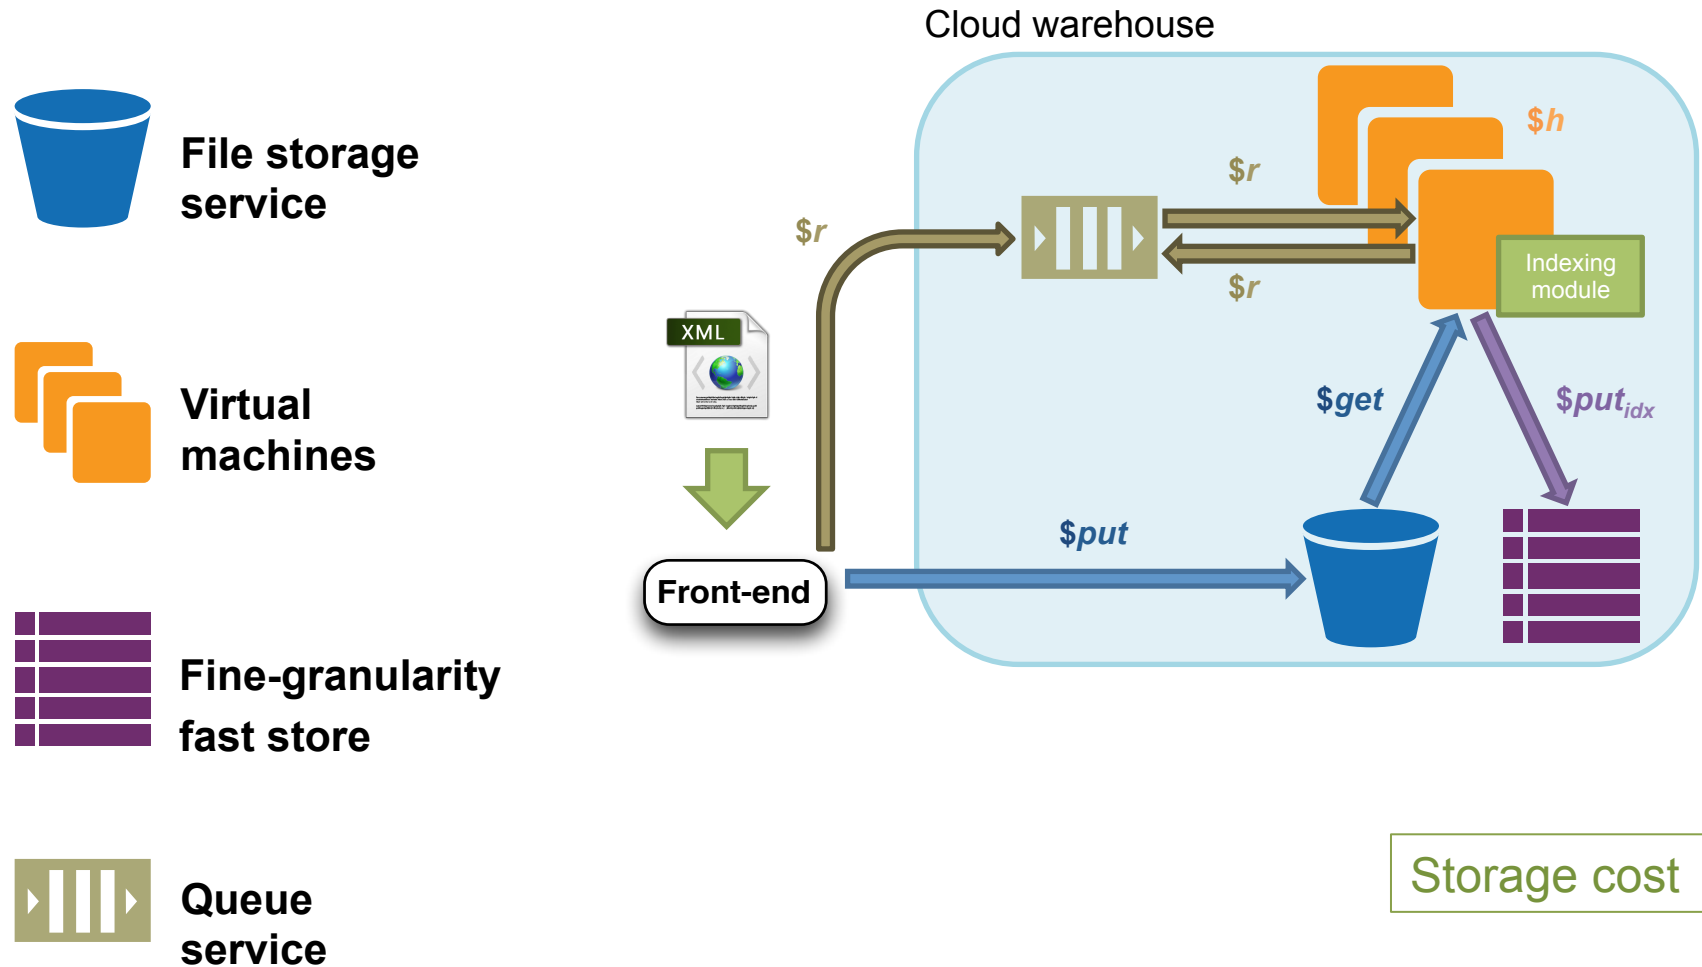 Cloud warehouse
File storage
service
Virtual
machines
Fine-granularity
fast store
Queue
service
XML
Front-end
$r
$r
$r
$h
Indexing
module
$get
$putidx
$put
Storage cost